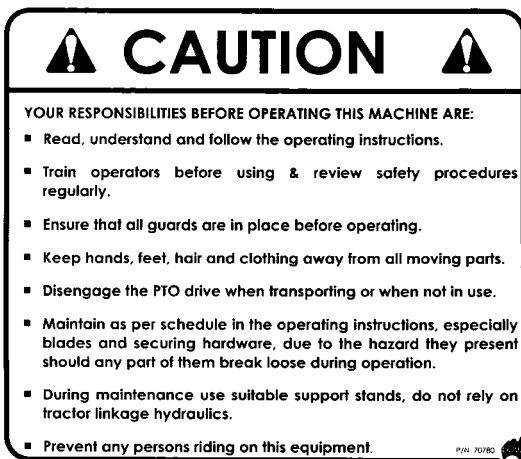 CAUTION
YOUR RESPONSIBILITIES BEFORE OPERATING THIS MACHINE ARE:
▪ Read, understand and follow the operating instructions.
▪ Train operators before using & review safety procedures
regularly.
▪ Ensure that all guards are in place before operating.
▪ Keep hands, feet, hair and clothing away from all moving parts.
▪ Disengage the PTO drive when transporting or when not in use.
▪ Maintain as per schedule in the operating instructions, especially
blades and securing hardware, due to the hazard they present
should any part of them break loose during operation.
▪ During maintenance use suitable support stands, do not rely on
tractor linkage hydraulics.
▪ Prevent any persons riding on this equipment.
P/N 70780